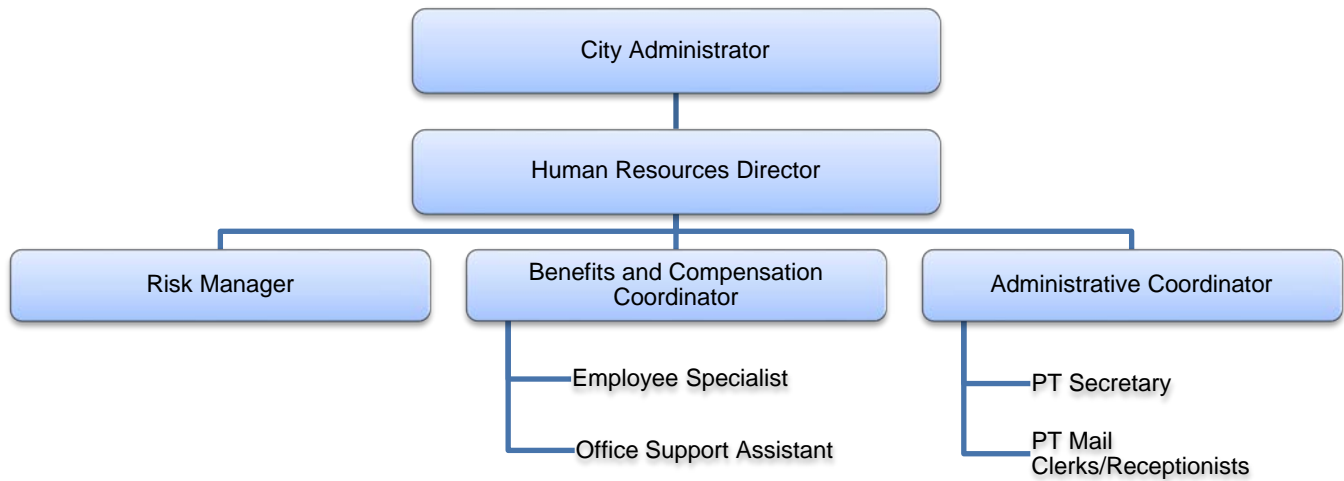 City Administrator
Human Resources Director
Risk Manager
Benefits and Compensation
Coordinator
Administrative Coordinator
Employee Specialist
Office Support Assistant
PT Secretary
PT Mail
Clerks/Receptionists